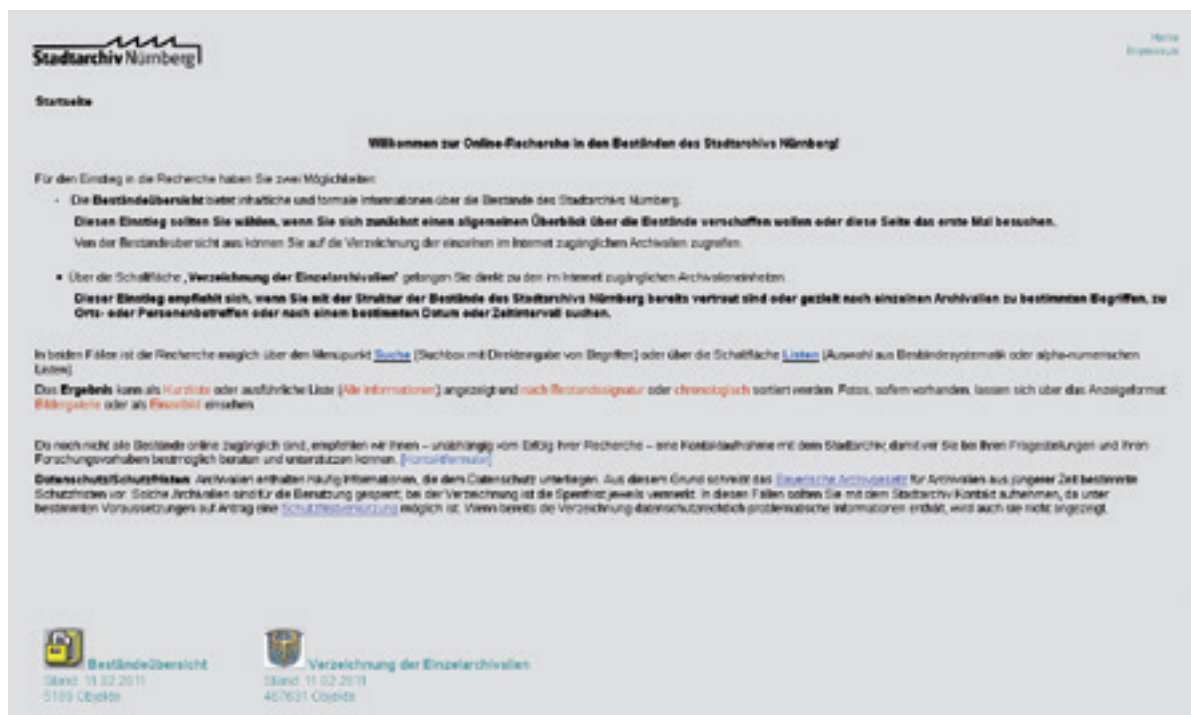 Stadtarchiv Nürnberg
Home
Impressum
Startseite
Willkommen zur Online-Recherche in den Beständen des Stadtarchivs Nürnberg!
Für den Einstieg in die Recherche haben Sie zwei Möglichkeiten:
- Die Beständeübersicht bietet inhaltliche und formale Informationen über die Bestände des Stadtarchivs Nürnberg.
Diesen Einstieg sollten Sie wählen, wenn Sie sich zunächst einen allgemeinen Überblick über die Bestände verschaffen wollen oder diese Seite das erste Mal besuchen.
Von der Beständeübersicht aus können Sie auf die Verzeichnung der einzelnen im Internet zugänglichen Archivalien zugreifen.
• Über die Schaltfläche „Verzeichnung der Einzelarchivalien" gelangen Sie direkt zu den im Internet zugänglichen Archivalieneinheiten.
Dieser Einstieg empfiehlt sich, wenn Sie mit der Struktur der Bestände des Stadtarchivs Nürnberg bereits vertraut sind oder gezielt nach einzelnen Archivalien zu bestimmten Begriffen, zu
Orts- oder Personenbetreffen oder nach einem bestimmten Datum oder Zeitintervall suchen.
In beiden Fällen ist die Recherche möglich über den Menüpunkt Suche (Suchbox mit Direkteingabe von Begriffen) oder über die Schaltfläche Listen (Auswahl aus Beständesystematik oder alpha-numerischen
Listen).
Das Ergebnis kann als Kurzliste oder ausführliche Liste (Alle Informationen) angezeigt und nach Bestandssignatur oder chronologisch sortiert werden. Fotos, sofern vorhanden, lassen sich über das Anzeigeformat
Bildergalerie oder als Einzelbild einsehen.
Da noch nicht alle Bestände online zugänglich sind, empfehlen wir Ihnen – unabhängig vom Erfolg Ihrer Recherche – eine Kontaktaufnahme mit dem Stadtarchiv, damit wir Sie bei Ihren Fragestellungen und Ihren
Forschungsvorhaben bestmöglich beraten und unterstützen können. [Kontaktformular]
Datenschutz/Schutzfristen: Archivalien enthalten häufig Informationen, die dem Datenschutz unterliegen. Aus diesem Grund schreibt das Bayerische Archivgesetz für Archivalien aus jüngerer Zeit bestimmte
Schutzfristen vor. Solche Archivalien sind für die Benutzung gesperrt; bei der Verzeichnung ist die Sperrfrist jeweils vermerkt. In diesen Fällen sollten Sie mit dem Stadtarchiv Kontakt aufnehmen, da unter
bestimmten Voraussetzungen auf Antrag eine Schutzfristverkürzung möglich ist. Wenn bereits die Verzeichnung datenschutzrechtlich problematische Informationen enthält, wird auch sie nicht angezeigt.
Beständeübersicht
Stand: 11.02.2011
5189 Objekte
Verzeichnung der Einzelarchivalien
Stand: 11.02.2011
467631 Objekte